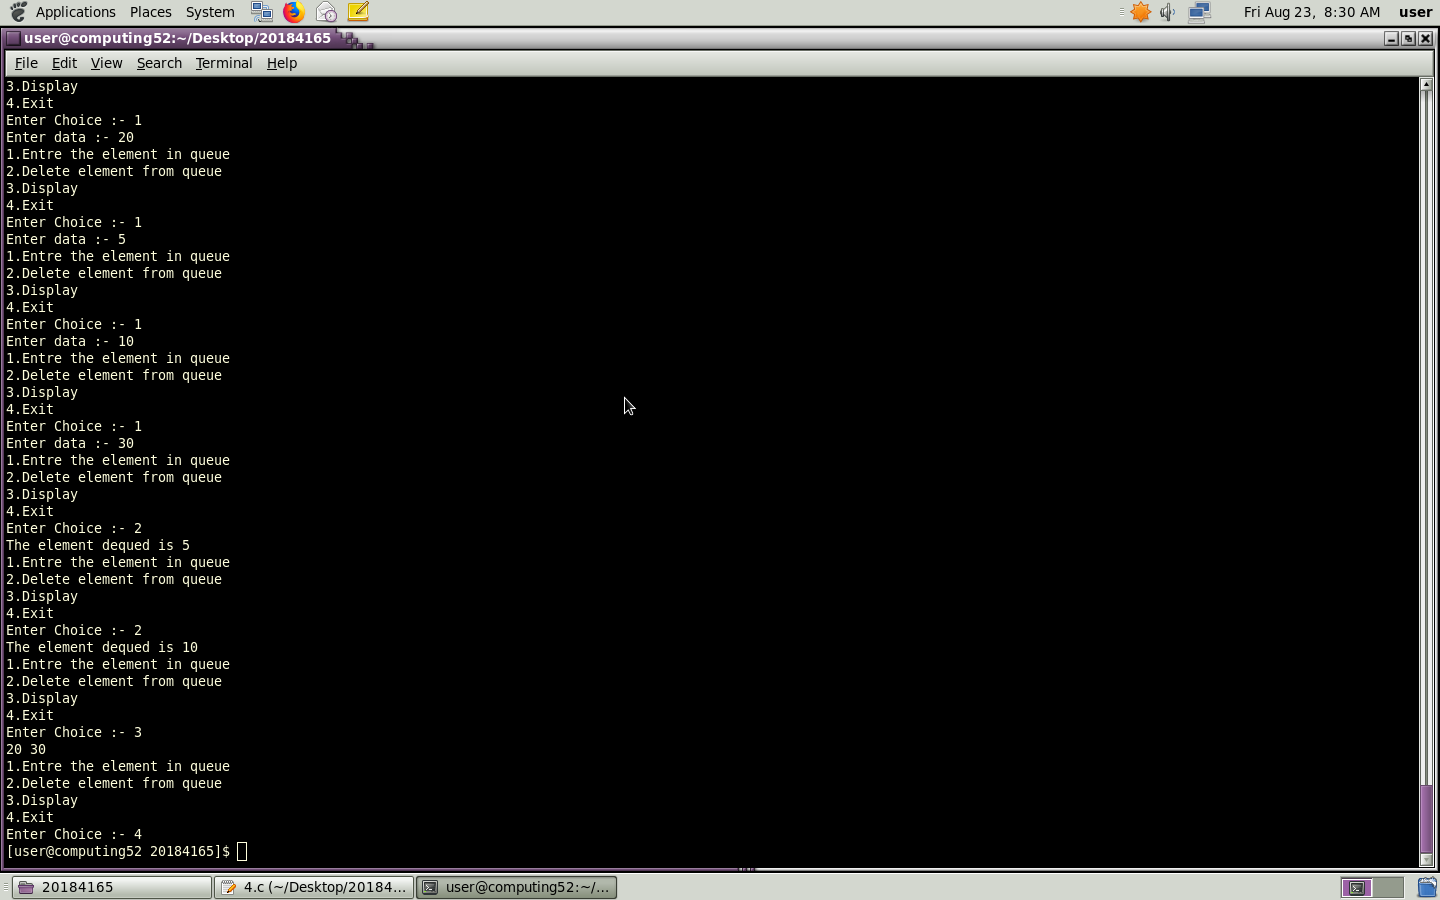 Applications Places System Fri Aug 23, 8:30 AM user
user@computing52:~/Desktop/20184165
File Edit View Search Terminal Help
3.Display
4.Exit
Enter Choice :- 1
Enter data :- 20
1.Entre the element in queue
2.Delete element from queue
3.Display
4.Exit
Enter Choice :- 1
Enter data :- 5
1.Entre the element in queue
2.Delete element from queue
3.Display
4.Exit
Enter Choice :- 1
Enter data :- 10
1.Entre the element in queue
2.Delete element from queue
3.Display
4.Exit
Enter Choice :- 1
Enter data :- 30
1.Entre the element in queue
2.Delete element from queue
3.Display
4.Exit
Enter Choice :- 2
The element dequed is 5
1.Entre the element in queue
2.Delete element from queue
3.Display
4.Exit
Enter Choice :- 2
The element dequed is 10
1.Entre the element in queue
2.Delete element from queue
3.Display
4.Exit
Enter Choice :- 3
20 30
1.Entre the element in queue
2.Delete element from queue
3.Display
4.Exit
Enter Choice :- 4
[user@computing52 20184165]$
20184165 4.c (~/Desktop/20184... user@computing52:~/...